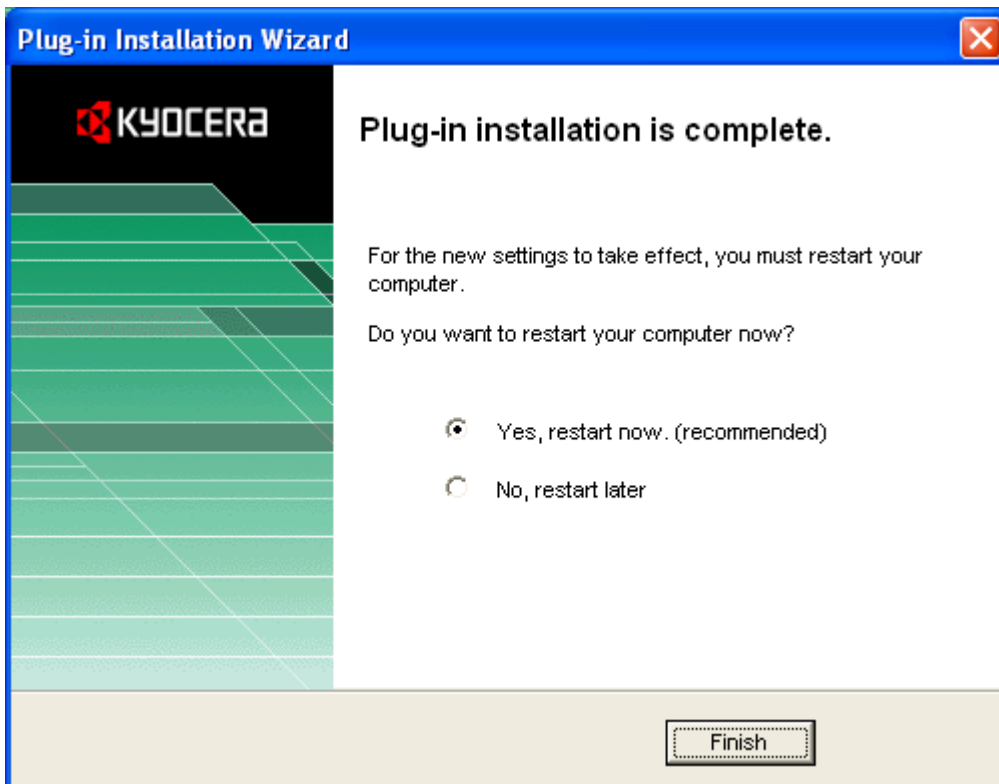 Plug-in Installation Wizard
KYOCERA
Plug-in installation is complete.
For the new settings to take effect, you must restart your
computer.
Do you want to restart your computer now?
Yes, restart now. (recommended)
No, restart later
Finish